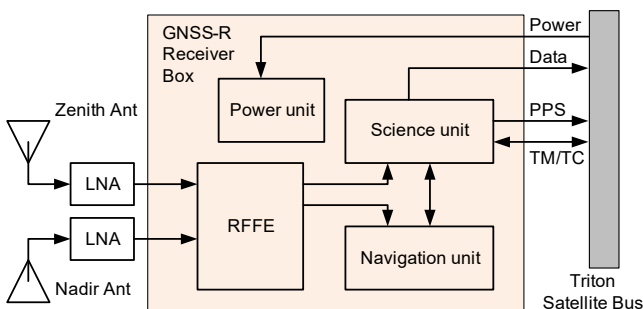 GNSS-R
Receiver
Box
Power
Data
Power unit
Zenith Ant
Science unit
PPS
TM/TC
LNA
RFFE
LNA
Navigation unit
Nadir Ant
Triton
Satellite Bus